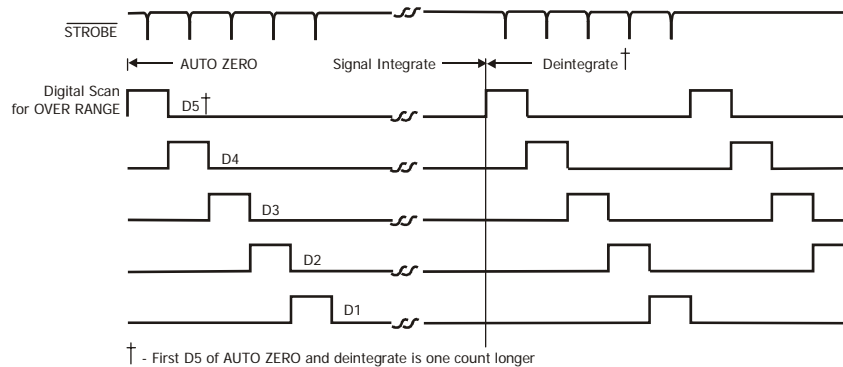 STROBE
AUTO ZERO Signal Integrate Deintegrate †
Digital Scan
for OVER RANGE
D5†
D4
D3
D2
D1
† - First D5 of AUTO ZERO and deintegrate is one count longer